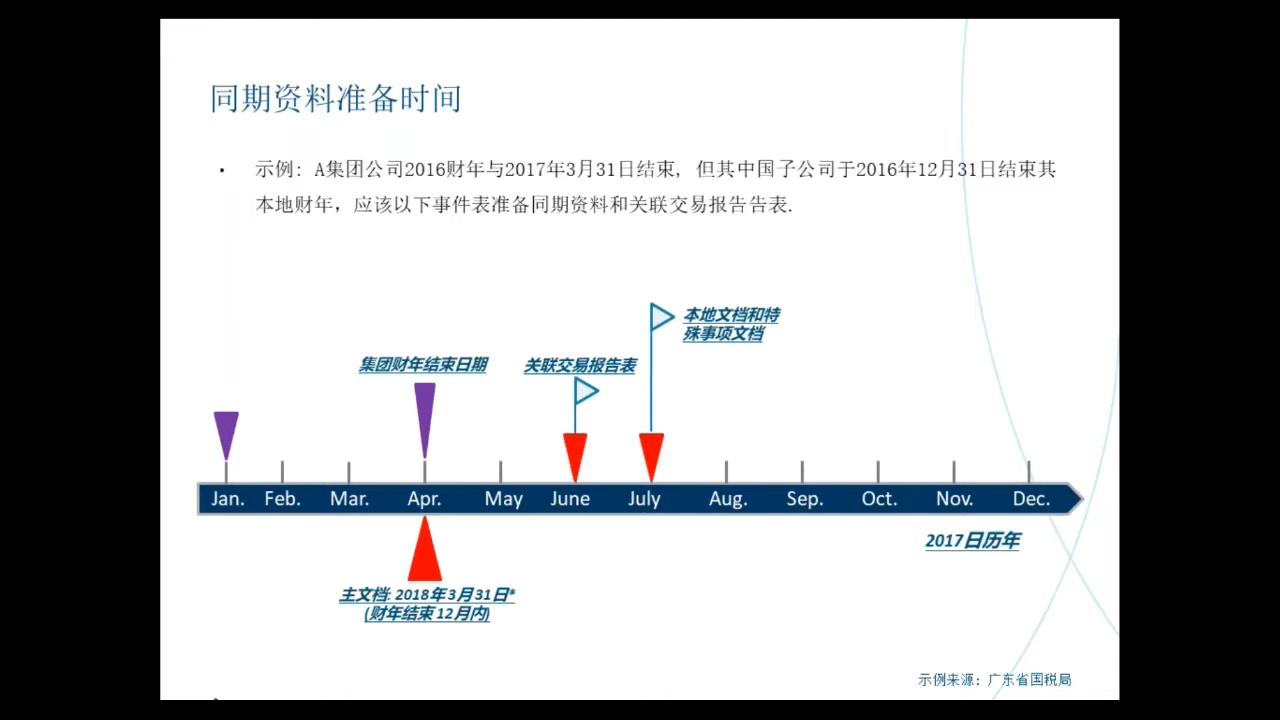 同期资料准备时间
• 示例: A集团公司2016财年与2017年3月31日结束, 但其中国子公司于2016年12月31日结束其
本地财年，应该以下事件表准备同期资料和关联交易报告告表.
本地文档和特
殊事项文档
集团财年结束日期
关联交易报告表
Jan. Feb. Mar. Apr. May June July Aug. Sep. Oct. Nov. Dec.
2017日历年
主文档: 2018年3月31日*
(财年结束 12月内)
示例来源：广东省国税局